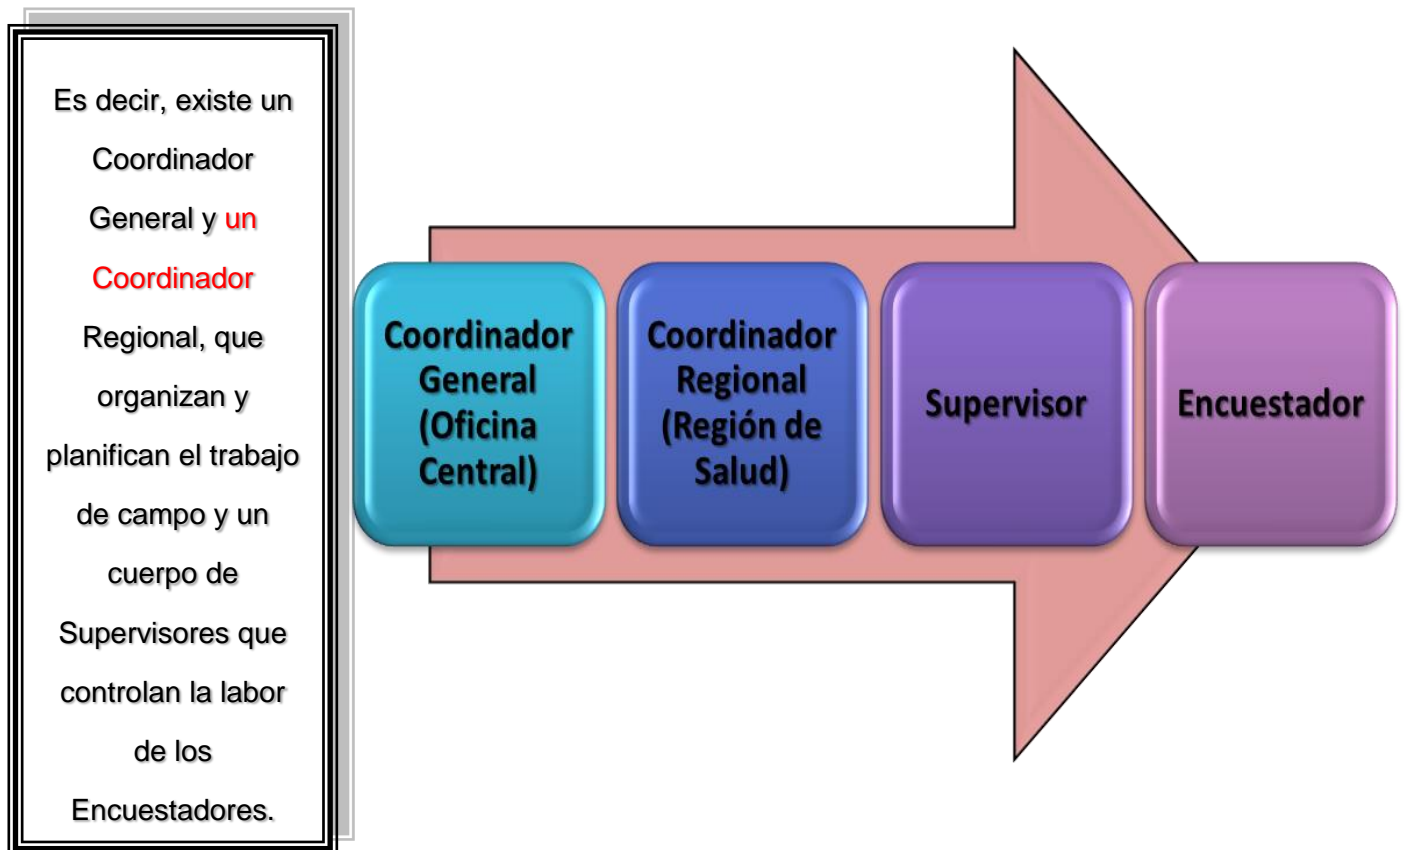 Es decir, existe un
Coordinador
General y un
Coordinador
Regional, que
organizan y
planifican el trabajo
de campo y un
cuerpo de
Supervisores que
controlan la labor
de los
Encuestadores.
Coordinador
General
(Oficina
Central)
Coordinador
Regional
(Región de
Salud)
Supervisor
Encuestador